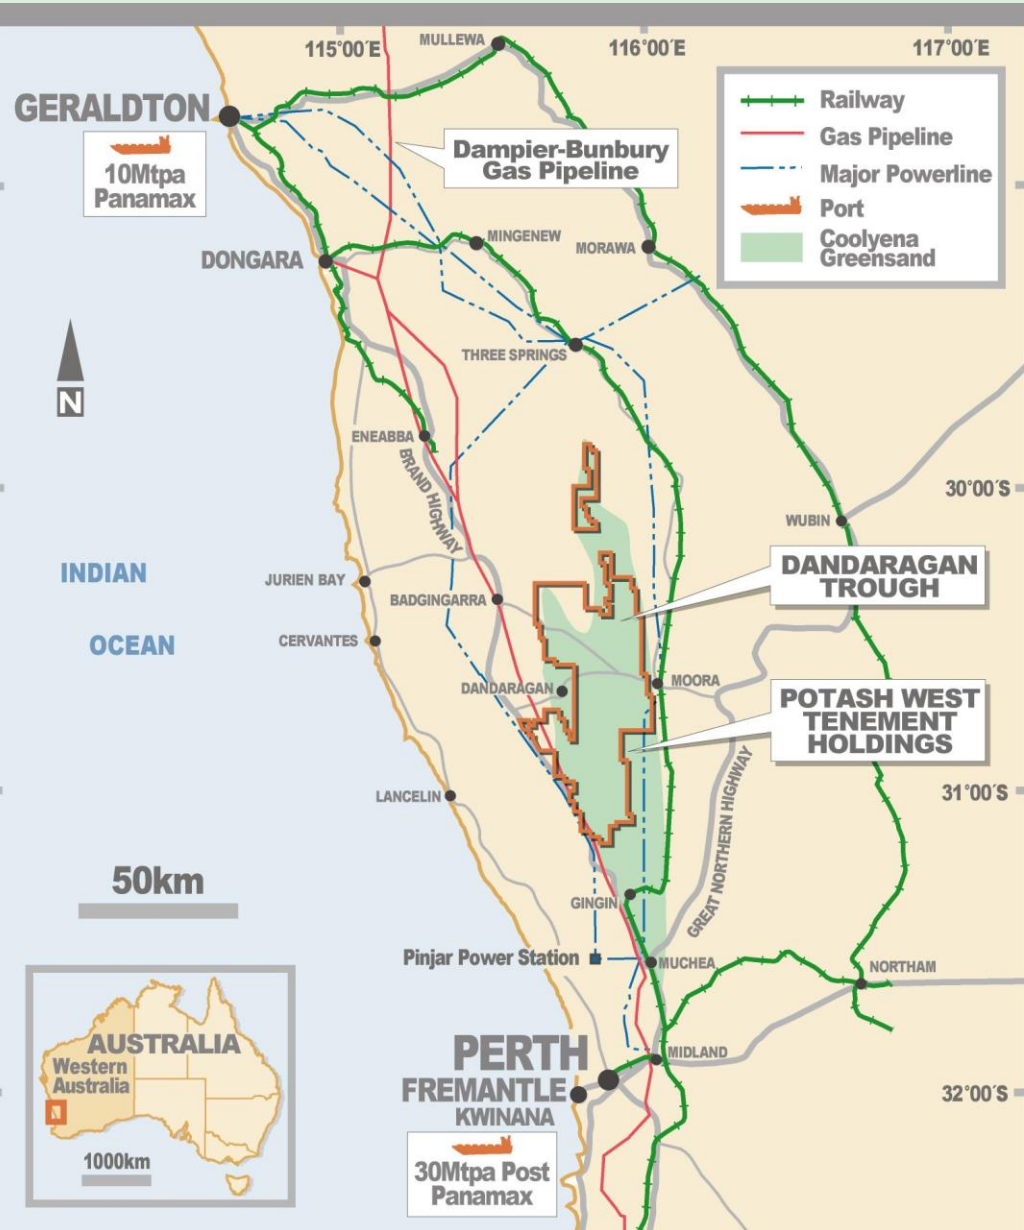 115°00'E
116°00'E
117°00'E
MULLEWA
GERALDTON
10Mtpa
Panamax
Dampier-Bunbury
Gas Pipeline
Railway
Gas Pipeline
Major Powerline
Port
Coolyena
Greensand
DONGARA
MINGENEW
MORAWA
N
THREE SPRINGS
ENEABBA
BRAND HIGHWAY
30°00'S
WUBIN
INDIAN
OCEAN
JURIEN BAY
BADGINGARRA
DANDARAGAN
TROUGH
CERVANTES
DANDARAGAN
MOORA
POTASH WEST
TENEMENT
HOLDINGS
LANCELIN
31°00'S
GREAT NORTHERN HIGHWAY
50km
GINGIN
Pinjar Power Station
MUCHEA
NORTHAM
AUSTRALIA
Western
Australia
1000km
PERTH
MIDLAND
FREMANTLE
KWINANA
32°00'S
30Mtpa Post
Panamax